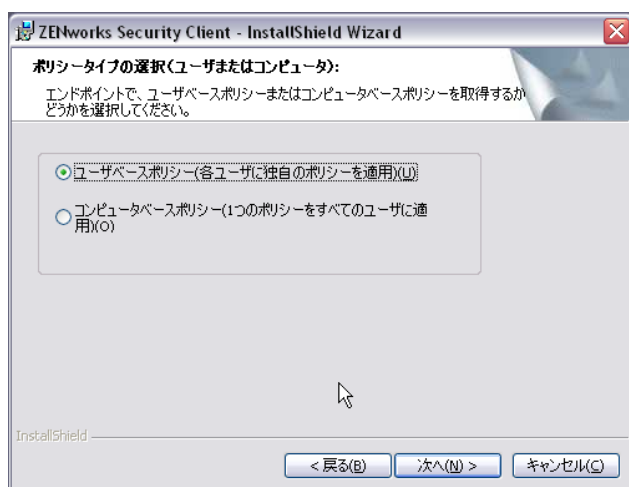 ZENworks Security Client - InstallShield Wizard
ポリシータイプの選択(ユーザまたはコンピュータ):
エンドポイントで、ユーザベースポリシーまたはコンピュータベースポリシーを取得するか
どうかを選択してください。
ユーザベースポリシー(各ユーザに独自のポリシーを適用)(U)
コンピュータベースポリシー(1つのポリシーをすべてのユーザに適
用)(O)
InstallShield
< 戻る(B) 次へ(N) > キャンセル(C)